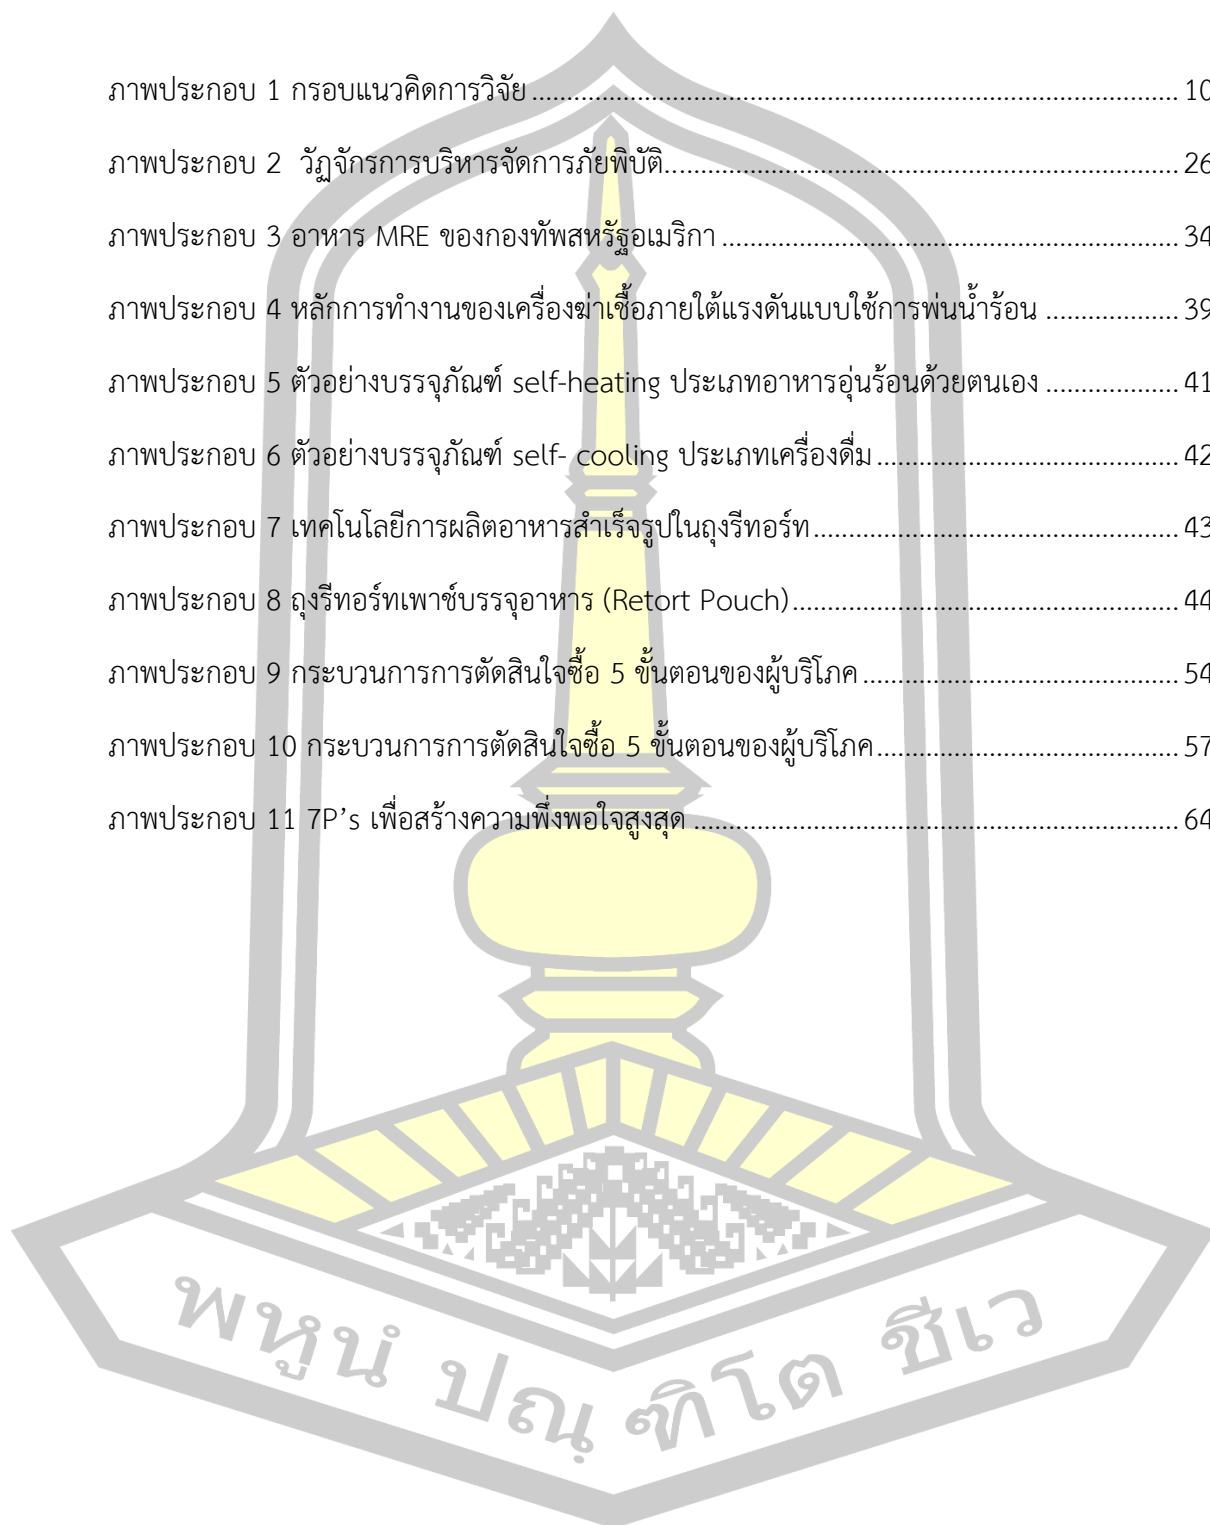 ภาพประกอบ 1 กรอบแนวคิดการวิจัย .......... 10
ภาพประกอบ 2 วัฏจักรการบริหารจัดการภัยพิบัติ.......... 26
ภาพประกอบ 3 อาหาร MRE ของกองทัพสหรัฐอเมริกา .......... 34
ภาพประกอบ 4 หลักการทำงานของเครื่องฆ่าเชื้อภายใต้แรงดันแบบใช้การพ่นน้ำร้อน .......... 39
ภาพประกอบ 5 ตัวอย่างบรรจุภัณฑ์ self-heating ประเภทอาหารอุ่นร้อนด้วยตนเอง .......... 41
ภาพประกอบ 6 ตัวอย่างบรรจุภัณฑ์ self- cooling ประเภทเครื่องดื่ม .......... 42
ภาพประกอบ 7 เทคโนโลยีการผลิตอาหารสำเร็จรูปในถุงรีทอร์ท .......... 43
ภาพประกอบ 8 ถุงรีทอร์ทเพาช์บรรจุอาหาร (Retort Pouch) .......... 44
ภาพประกอบ 9 กระบวนการการตัดสินใจซื้อ 5 ขั้นตอนของผู้บริโภค .......... 54
ภาพประกอบ 10 กระบวนการการตัดสินใจซื้อ 5 ขั้นตอนของผู้บริโภค .......... 57
ภาพประกอบ 11 7P’s เพื่อสร้างความพึ่งพอใจสูงสุด .......... 64
พหูนํ ปณฺฑิโต ชีเว